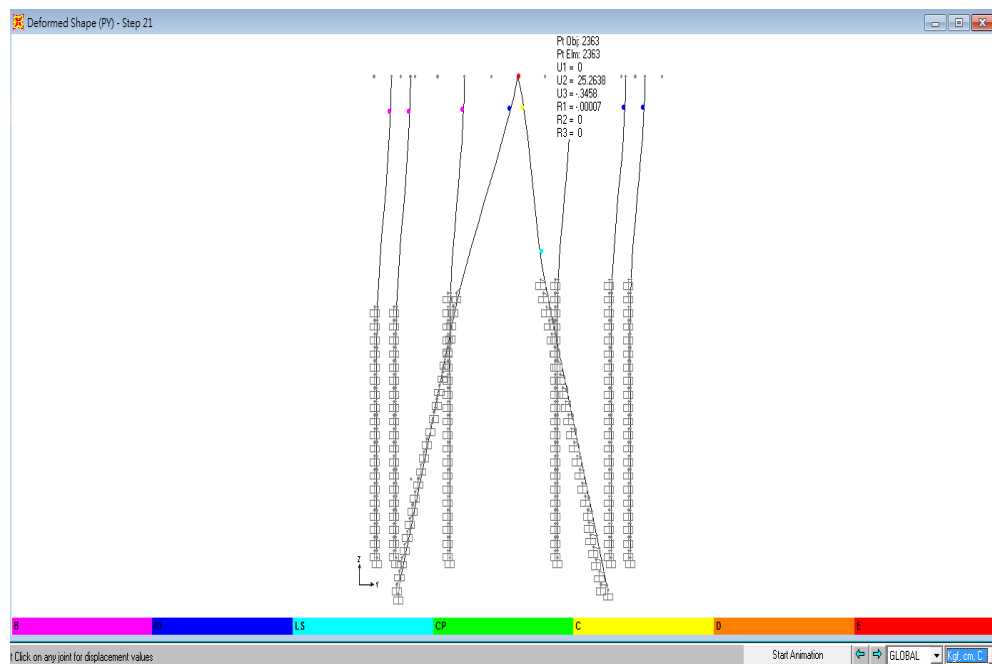 Deformed Shape (PY) - Step 21
Pt Obj: 2363
Pt Elm: 2363
U1 = 0
U2 = 25.2638
U3 = -.3458
R1 = -.00007
R2 = 0
R3 = 0
Z
Y
B IO LS CP C D E
t Click on any joint for displacement values
Start Animation
GLOBAL
Kgf, cm, C